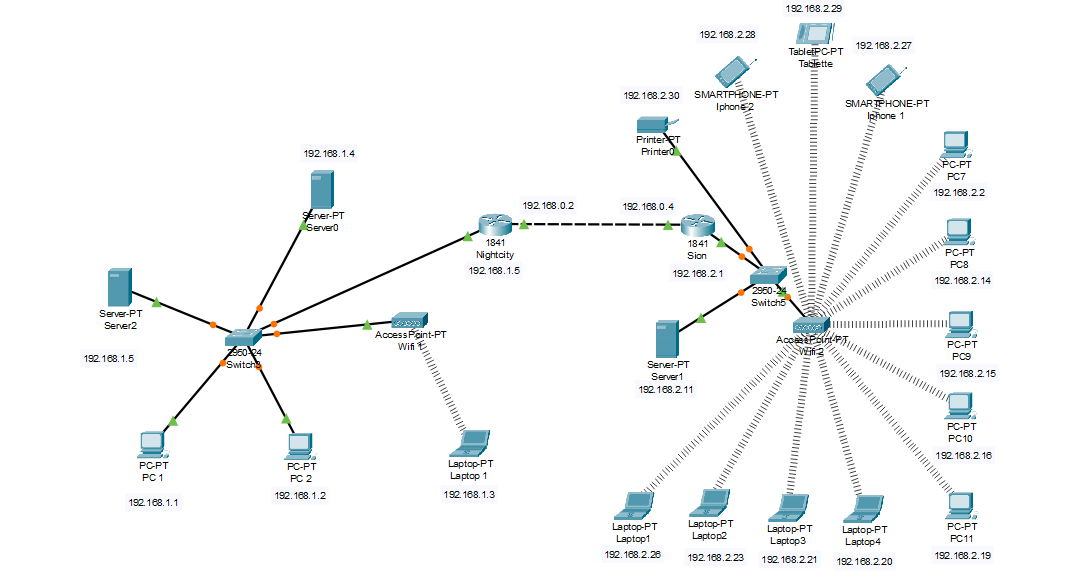 192.168.2.29
TabletPC-PT
Tablette
192.168.2.28
SMARTPHONE-PT
Iphone 2
192.168.2.27
SMARTPHONE-PT
Iphone 1
192.168.2.30
Printer-PT
Printer0
PC-PT
PC7
192.168.2.2
192.168.1.4
Server-PT
Server0
192.168.0.2
192.168.0.4
1841
Nightcity
192.168.1.5
1841
Sion
192.168.2.1
PC-PT
PC8
192.168.2.14
2950-24
Switch5
Server-PT
Server2
192.168.1.5
2950-24
AccessPoint-PT
Wifi 1
AccessPoint-PT
Wifi 2
PC-PT
PC9
192.168.2.15
Server-PT
Server1
192.168.2.11
PC-PT
PC10
192.168.2.16
PC-PT
PC 1
192.168.1.1
PC-PT
PC 2
192.168.1.2
Laptop-PT
Laptop 1
192.168.1.3
Laptop-PT
Laptop1
192.168.2.26
Laptop-PT
Laptop2
192.168.2.23
Laptop-PT
Laptop3
192.168.2.21
Laptop-PT
Laptop4
192.168.2.20
PC-PT
PC11
192.168.2.19